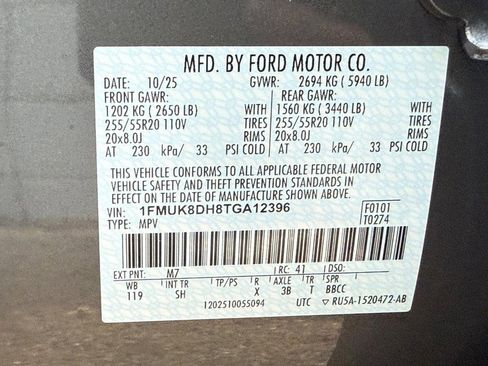 MFD. BY FORD MOTOR CO.
DATE: 10/25 GVWR: 2694 KG ( 5940 LB)
FRONT GAWR: REAR GAWR:
1202 KG ( 2650 LB) WITH 1560 KG ( 3440 LB) WITH
255/55R20 110V TIRES 255/55R20 110V TIRES
20x8.0J RIMS 20x8.0J RIMS
AT 230 kPa/ 33 PSI COLD AT 230 kPa/ 33 PSI COLD
THIS VEHICLE CONFORMS TO ALL APPLICABLE FEDERAL MOTOR
VEHICLE SAFETY AND THEFT PREVENTION STANDARDS IN
EFFECT ON THE DATE OF MANUFACTURE SHOWN ABOVE.
VIN: 1FMUK8DH8TGA12396 F0101
TYPE: MPV T0274
EXT PNT: M7 RC: 41 DSO:
WB INT TR TP/PS R AXLE TR SPR
119 SH X 3B T BBCC
1202510055094 UTC RU5A-1520472-AB